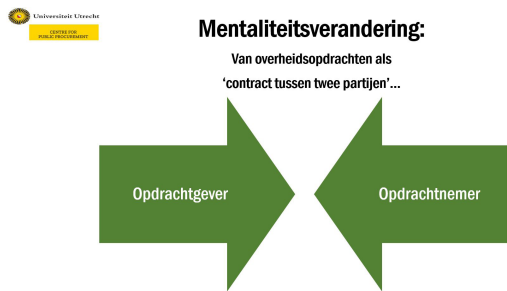 Universiteit Utrecht
CENTRE FOR
PUBLIC PROCUREMENT
Mentaliteitsverandering:
Van overheidsopdrachten als
‘contract tussen twee partijen’...
Opdrachtgever
Opdrachtnemer